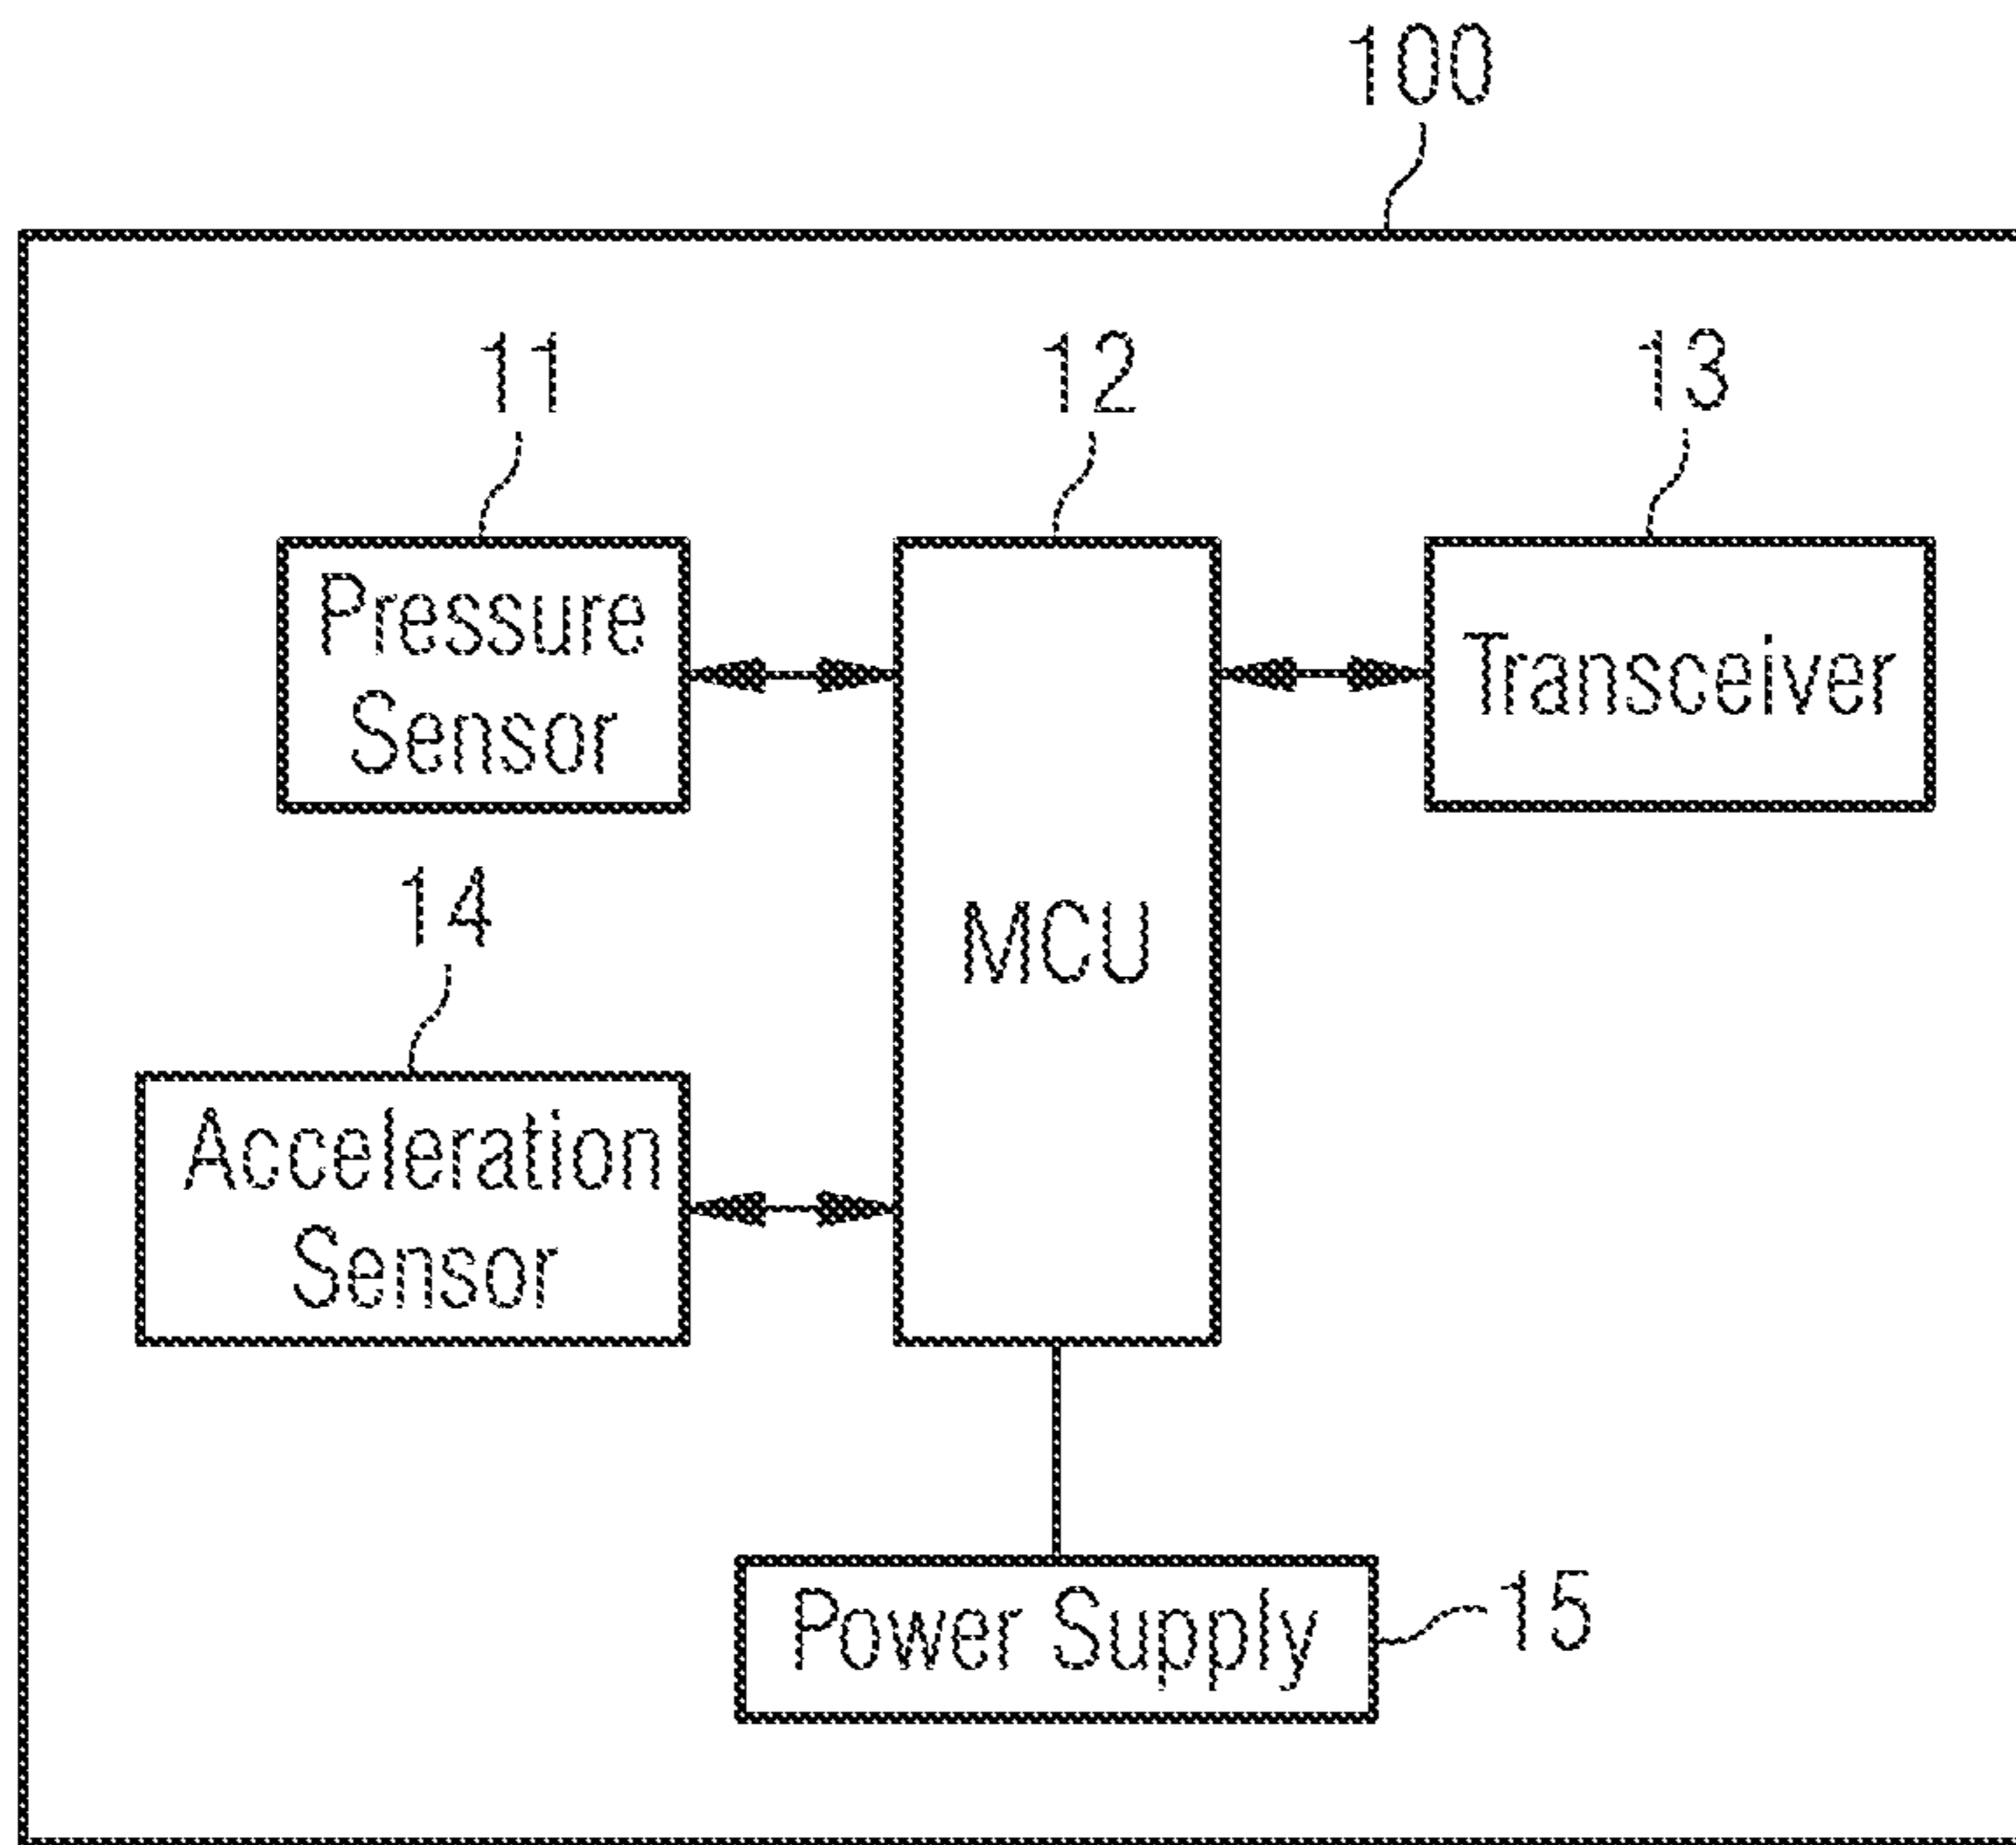 100
11
12
13
Pressure
Sensor
Transceiver
MCU
14
Acceleration
Sensor
Power Supply
15